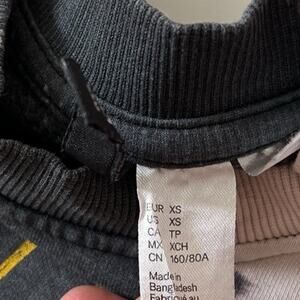 EUR XS
US XS
CA TP
MX XCH
CN 160/80A
Made in
Bangladesh
Fabriqué au